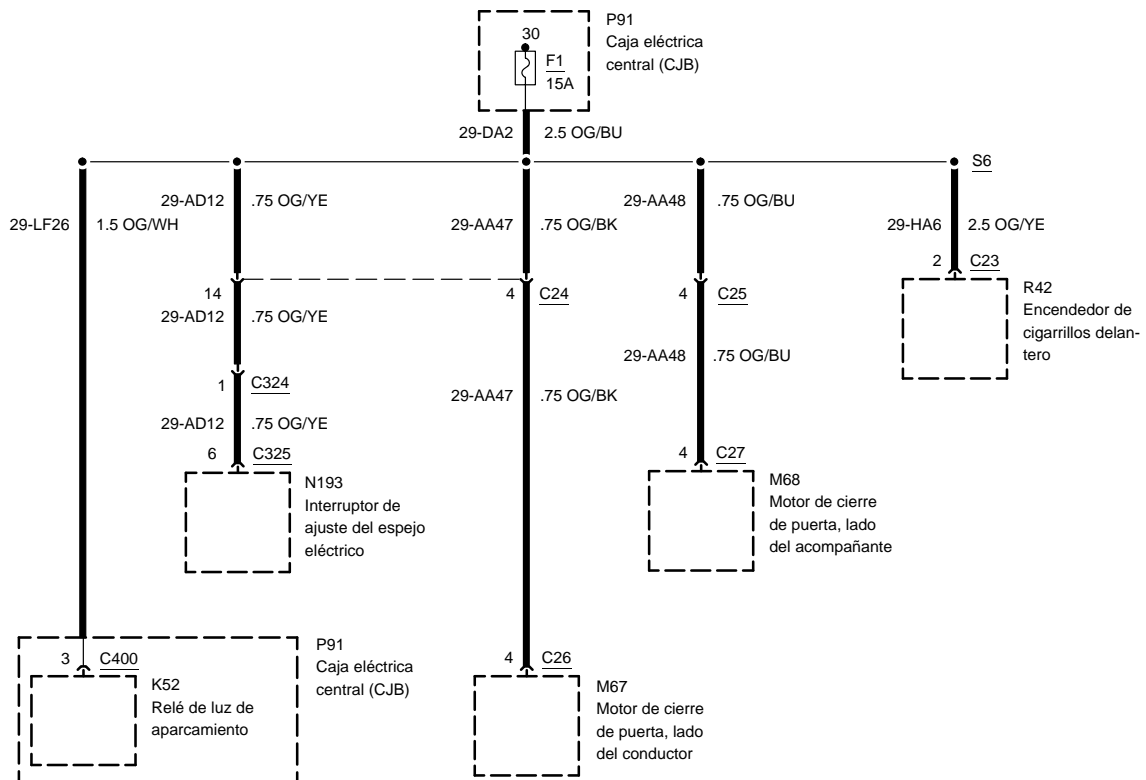 P91
Caja eléctrica
central (CJB)
30
F1
15A
29-DA2
2.5 OG/BU
S6
29-LF26
1.5 OG/WH
29-AD12
.75 OG/YE
29-AA47
.75 OG/BK
29-AA48
.75 OG/BU
29-HA6
2.5 OG/YE
2
C23
R42
Encendedor de
cigarrillos delan-
tero
14
4
C24
4
C25
29-AD12
.75 OG/YE
29-AA48
.75 OG/BU
1
C324
29-AA47
.75 OG/BK
29-AD12
.75 OG/YE
6
C325
4
C27
N193
Interruptor de
ajuste del espejo
eléctrico
M68
Motor de cierre
de puerta, lado
del acompañante
P91
Caja eléctrica
central (CJB)
3
C400
K52
Relé de luz de
aparcamiento
4
C26
M67
Motor de cierre
de puerta, lado
del conductor